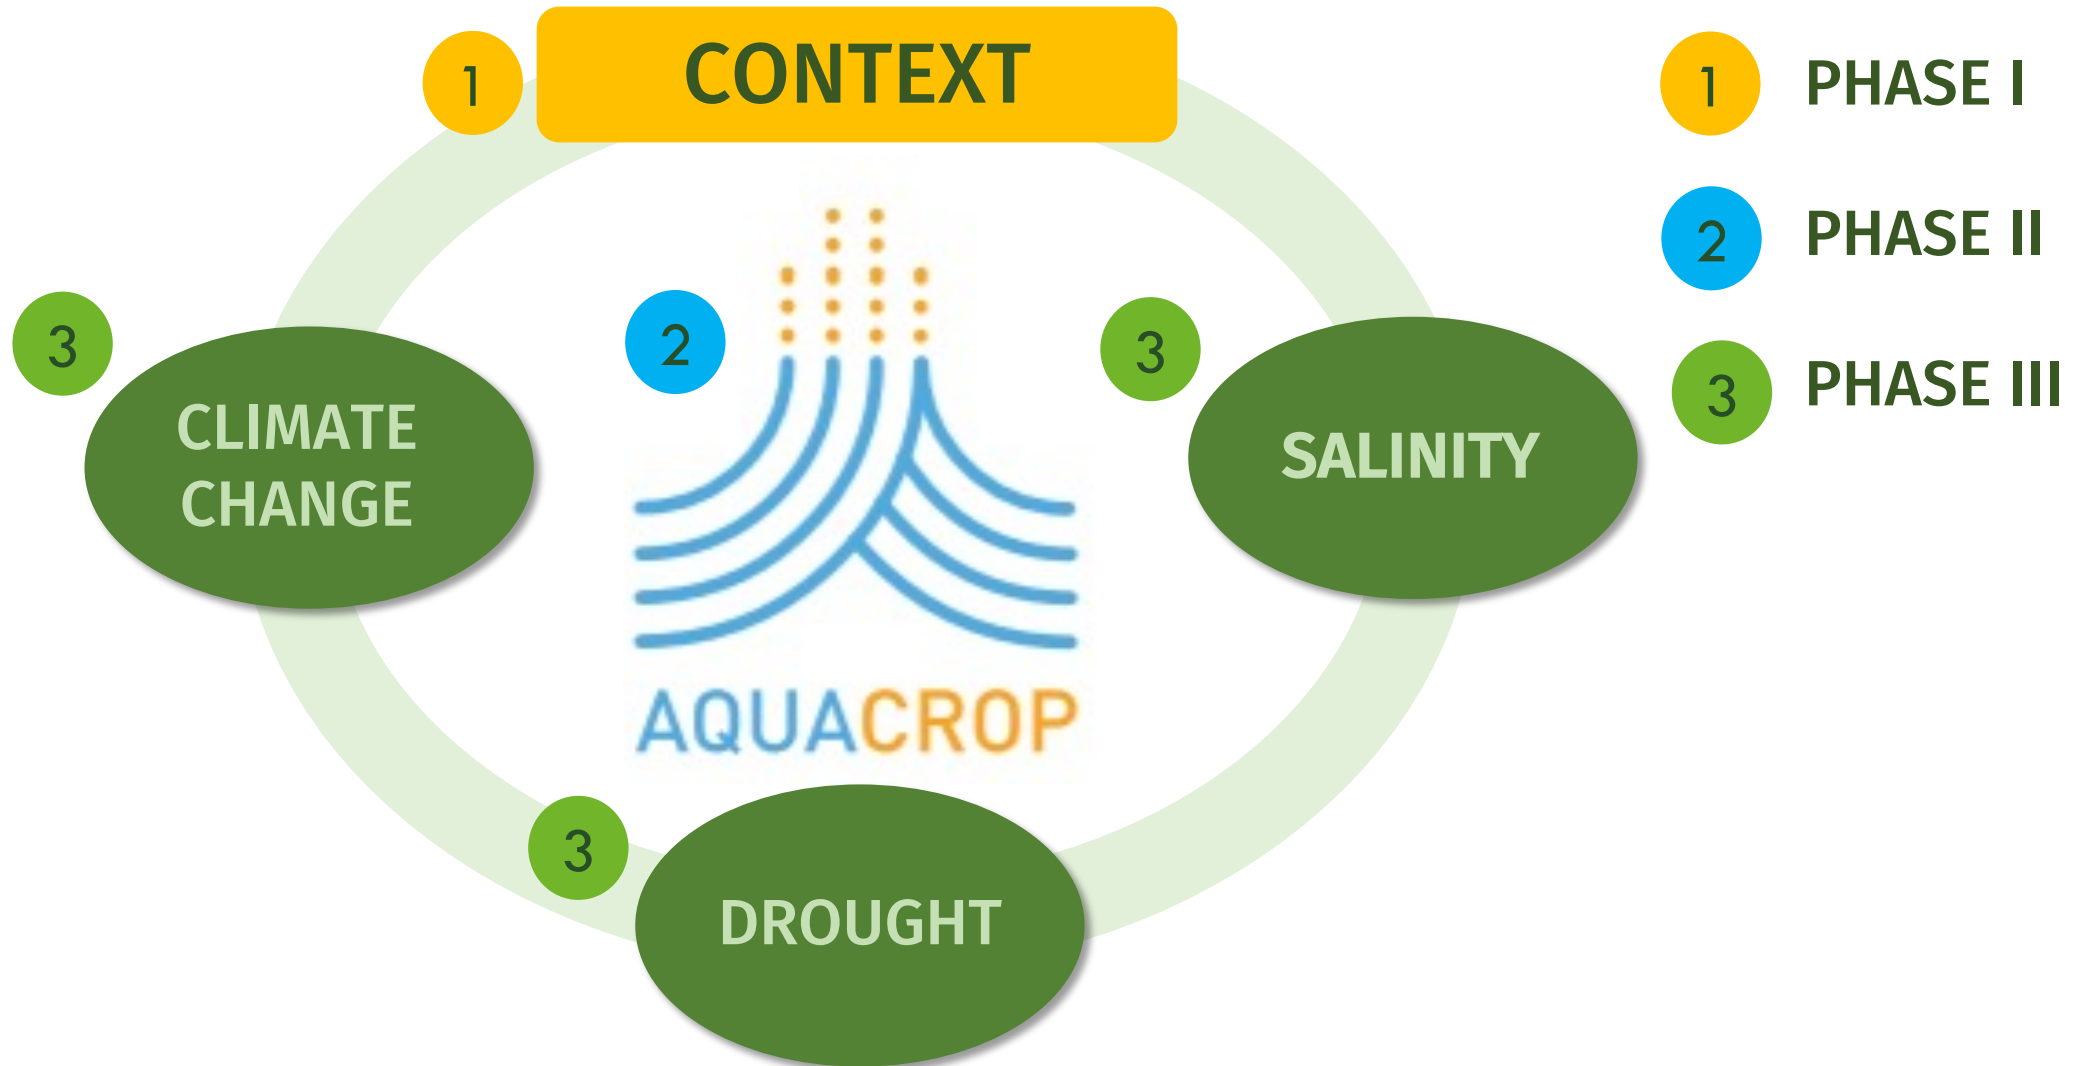 1
CONTEXT
1
PHASE I
2
PHASE II
3
PHASE III
3
CLIMATE
CHANGE
2
3
SALINITY
AQUACROP
3
DROUGHT